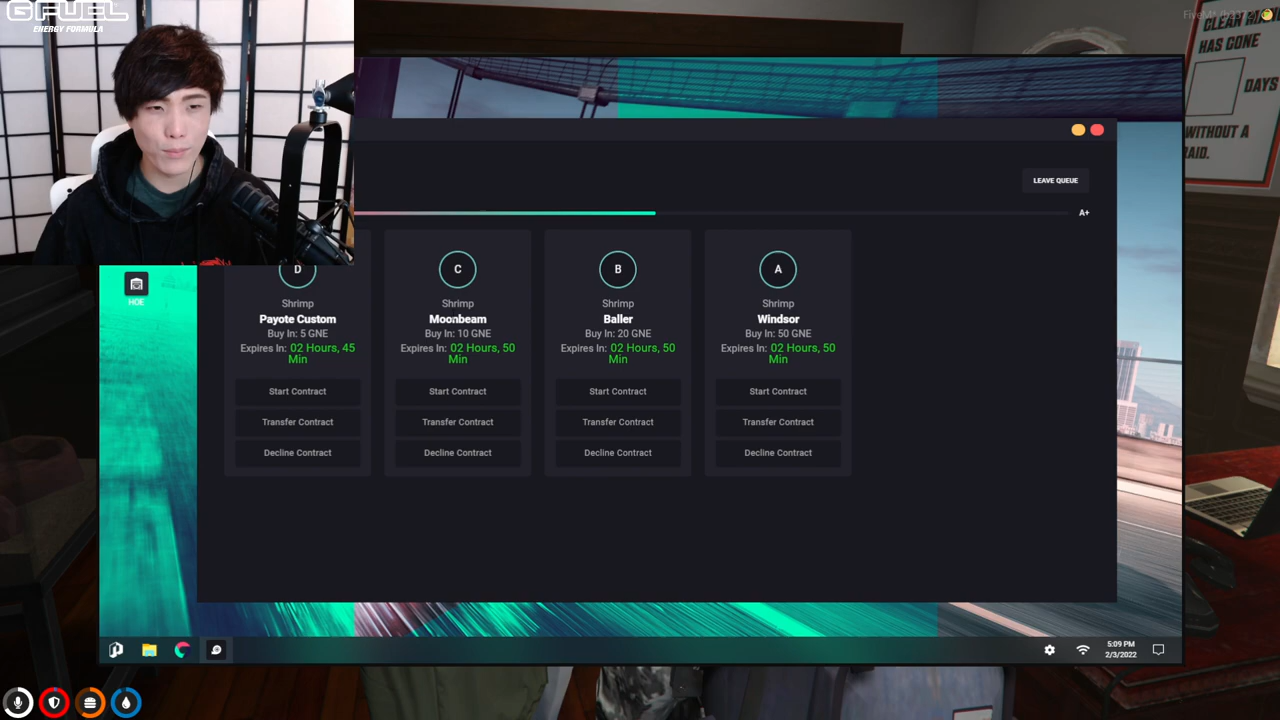 G FUEL
ENERGY FORMULA
CLEAN
HAS GONE
DAYS
WITHOUT A
RAID.
LEAVE QUEUE
A+
HOE
D
Shrimp
Payote Custom
Buy In: 5 GNE
Expires In: 02 Hours, 45
Min
Start Contract
Transfer Contract
Decline Contract
C
Shrimp
Moonbeam
Buy In: 10 GNE
Expires In: 02 Hours, 50
Min
Start Contract
Transfer Contract
Decline Contract
B
Shrimp
Baller
Buy In: 20 GNE
Expires In: 02 Hours, 50
Min
Start Contract
Transfer Contract
Decline Contract
A
Shrimp
Windsor
Buy In: 50 GNE
Expires In: 02 Hours, 50
Min
Start Contract
Transfer Contract
Decline Contract
5:09 PM
2/3/2022